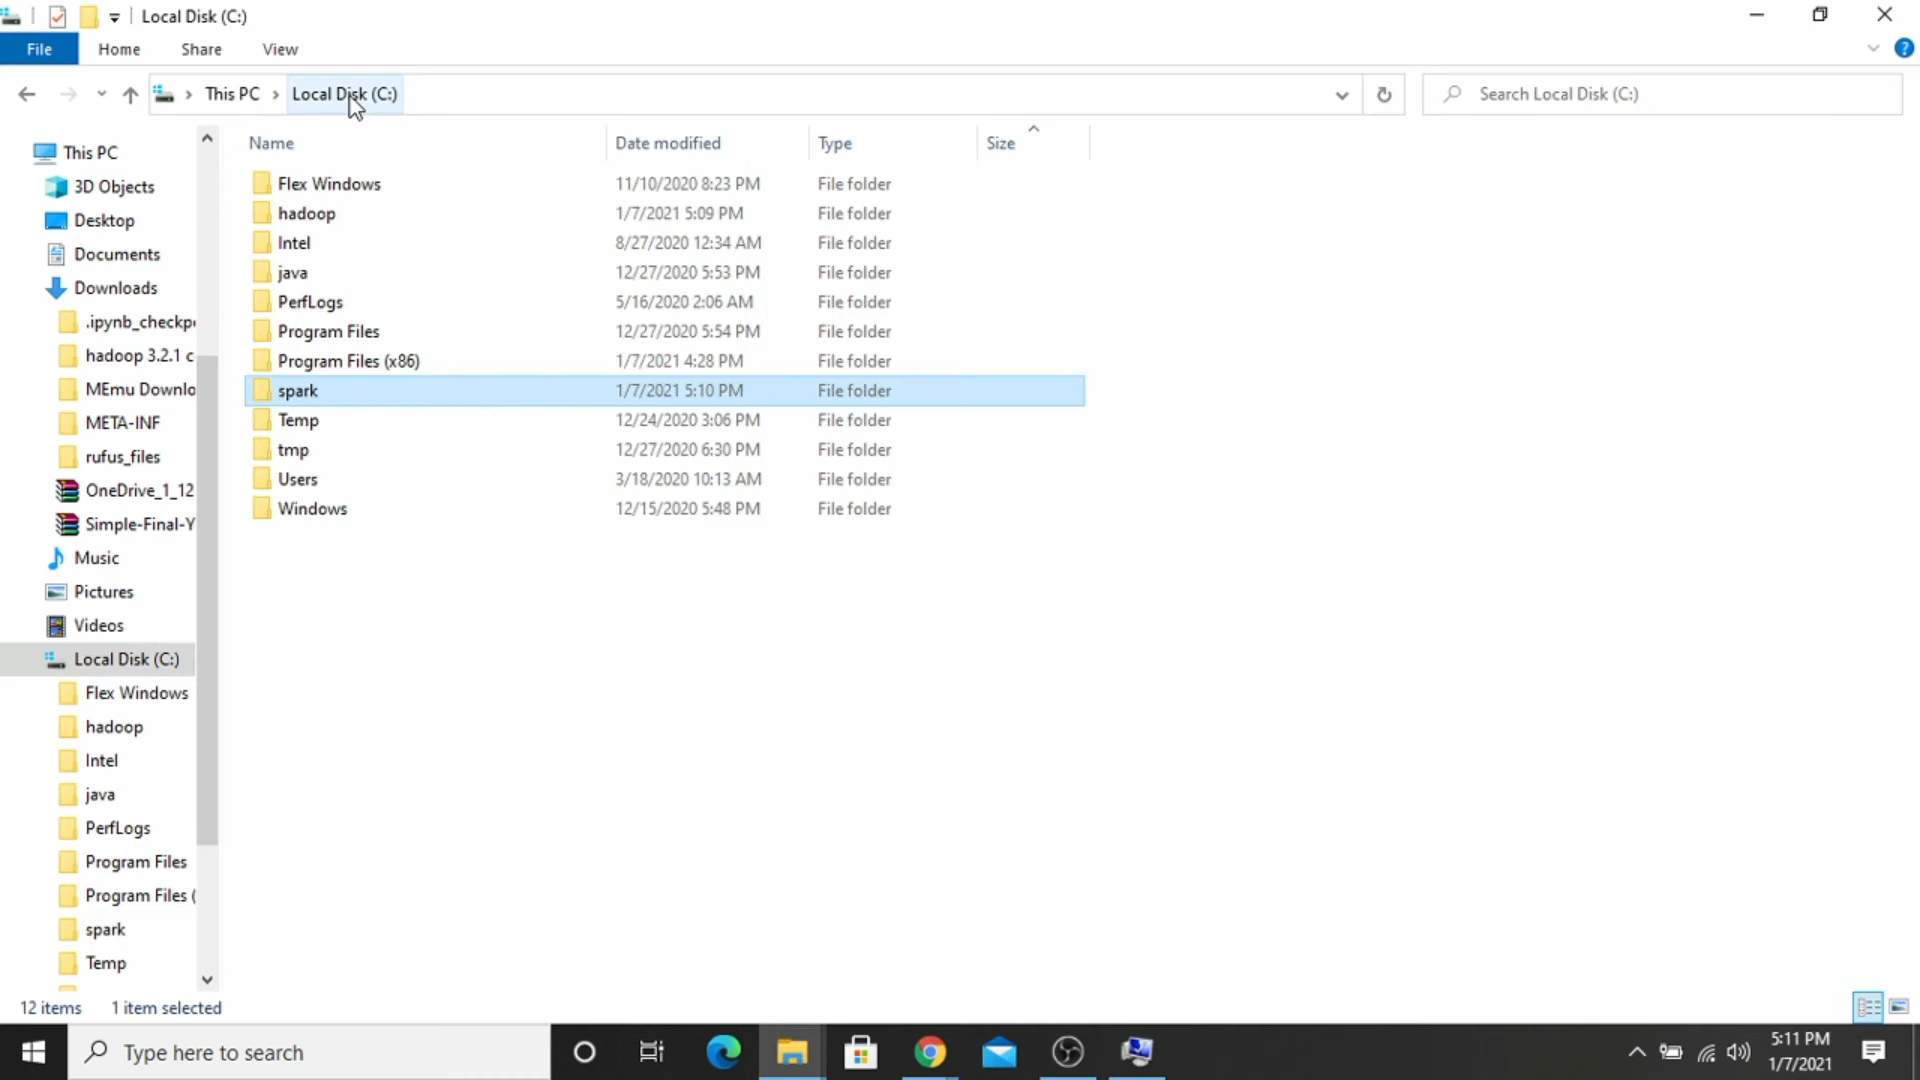 Local Disk (C:)
File Home Share View
This PC Local Disk (C:) Search Local Disk (C:)
Name Date modified Type Size
Flex Windows 11/10/2020 8:23 PM File folder
hadoop 1/7/2021 5:09 PM File folder
Intel 8/27/2020 12:34 AM File folder
java 12/27/2020 5:53 PM File folder
PerfLogs 5/16/2020 2:06 AM File folder
Program Files 12/27/2020 5:54 PM File folder
Program Files (x86) 1/7/2021 4:28 PM File folder
spark 1/7/2021 5:10 PM File folder
Temp 12/24/2020 3:06 PM File folder
tmp 12/27/2020 6:30 PM File folder
Users 3/18/2020 10:13 AM File folder
Windows 12/15/2020 5:48 PM File folder
This PC
3D Objects
Desktop
Documents
Downloads
.ipynb_checkp
hadoop 3.2.1 c
MEmu Downlo
META-INF
rufus_files
OneDrive_1_12
Simple-Final-Y
Music
Pictures
Videos
Local Disk (C:)
Flex Windows
hadoop
Intel
java
PerfLogs
Program Files
Program Files (
spark
Temp
12 items 1 item selected
Type here to search
5:11 PM
1/7/2021